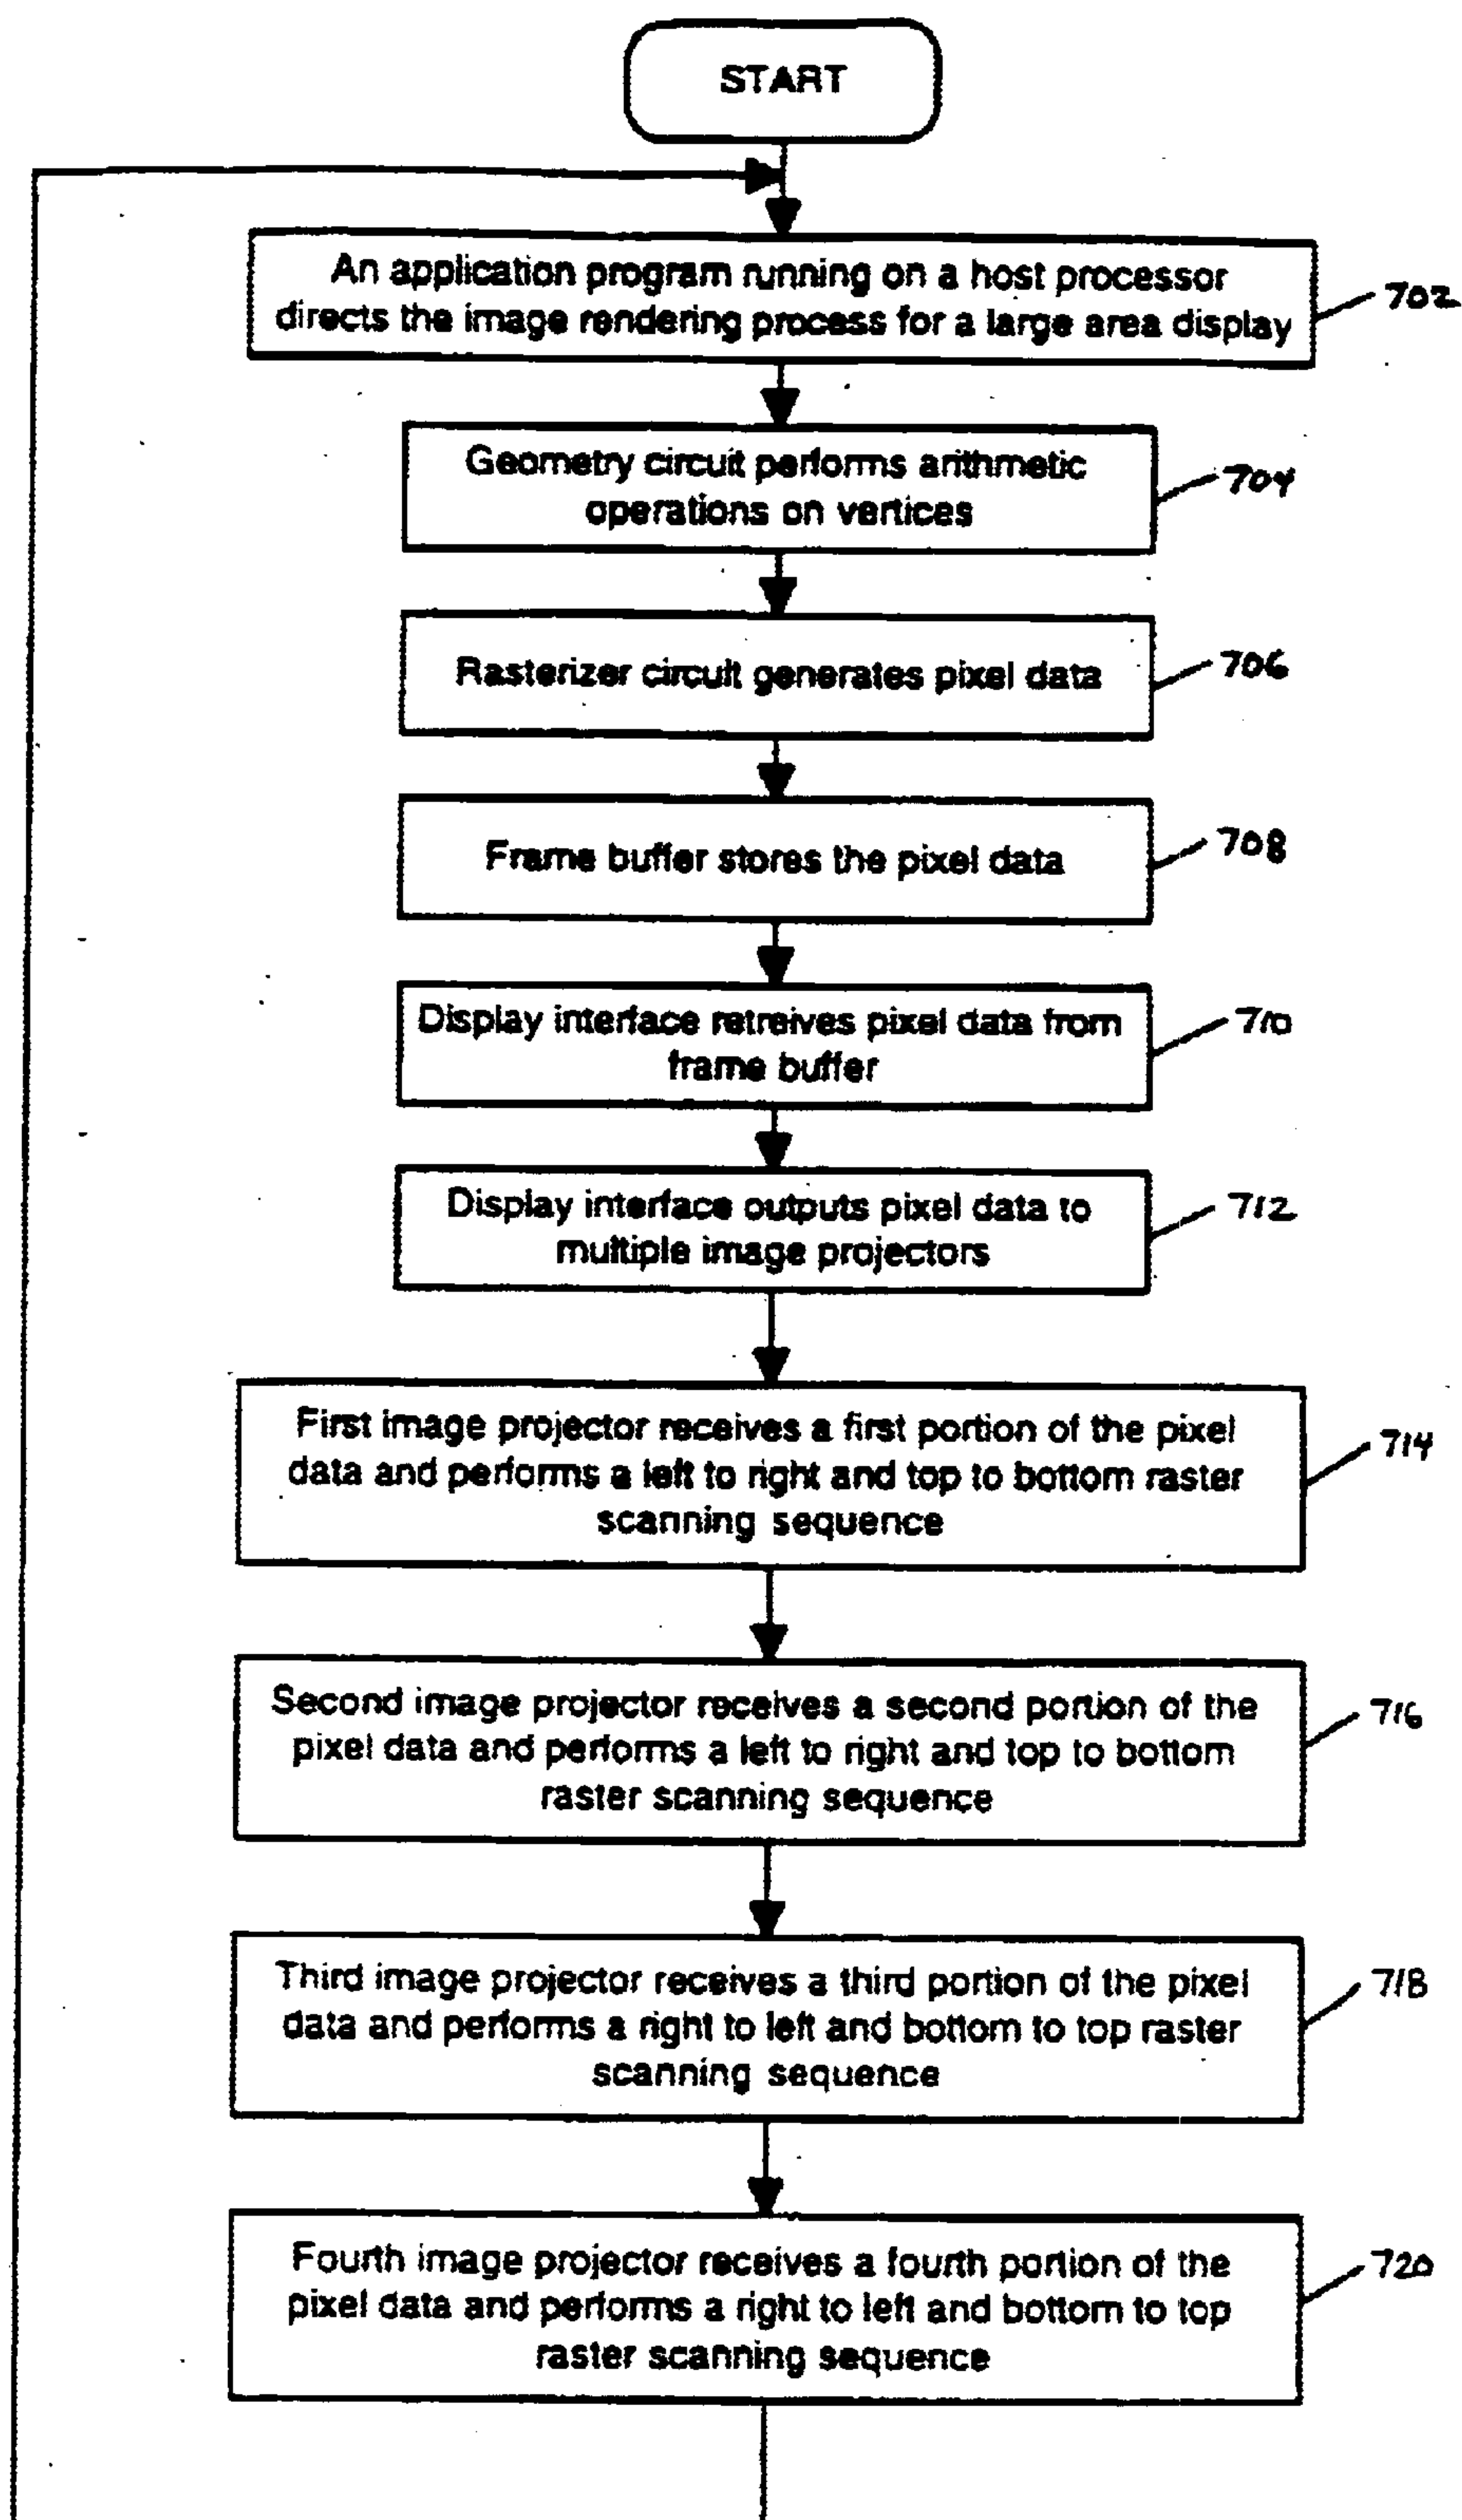 START
An application program running on a host processor
directs the image rendering process for a large area display
702
Geometry circuit performs arithmetic
operations on vertices
704
Rasterizer circuit generates pixel data
706
Frame buffer stores the pixel data
708
Display interface retreives pixel data from
frame buffer
710
Display interface outputs pixel data to
multiple image projectors
712
First image projector receives a first portion of the pixel
data and performs a left to right and top to bottom raster
scanning sequence
714
Second image projector receives a second portion of the
pixel data and performs a left to right and top to bottom
raster scanning sequence
716
Third image projector receives a third portion of the pixel
data and performs a right to left and bottom to top raster
scanning sequence
718
Fourth image projector receives a fourth portion of the
pixel data and performs a right to left and bottom to top
raster scanning sequence
720